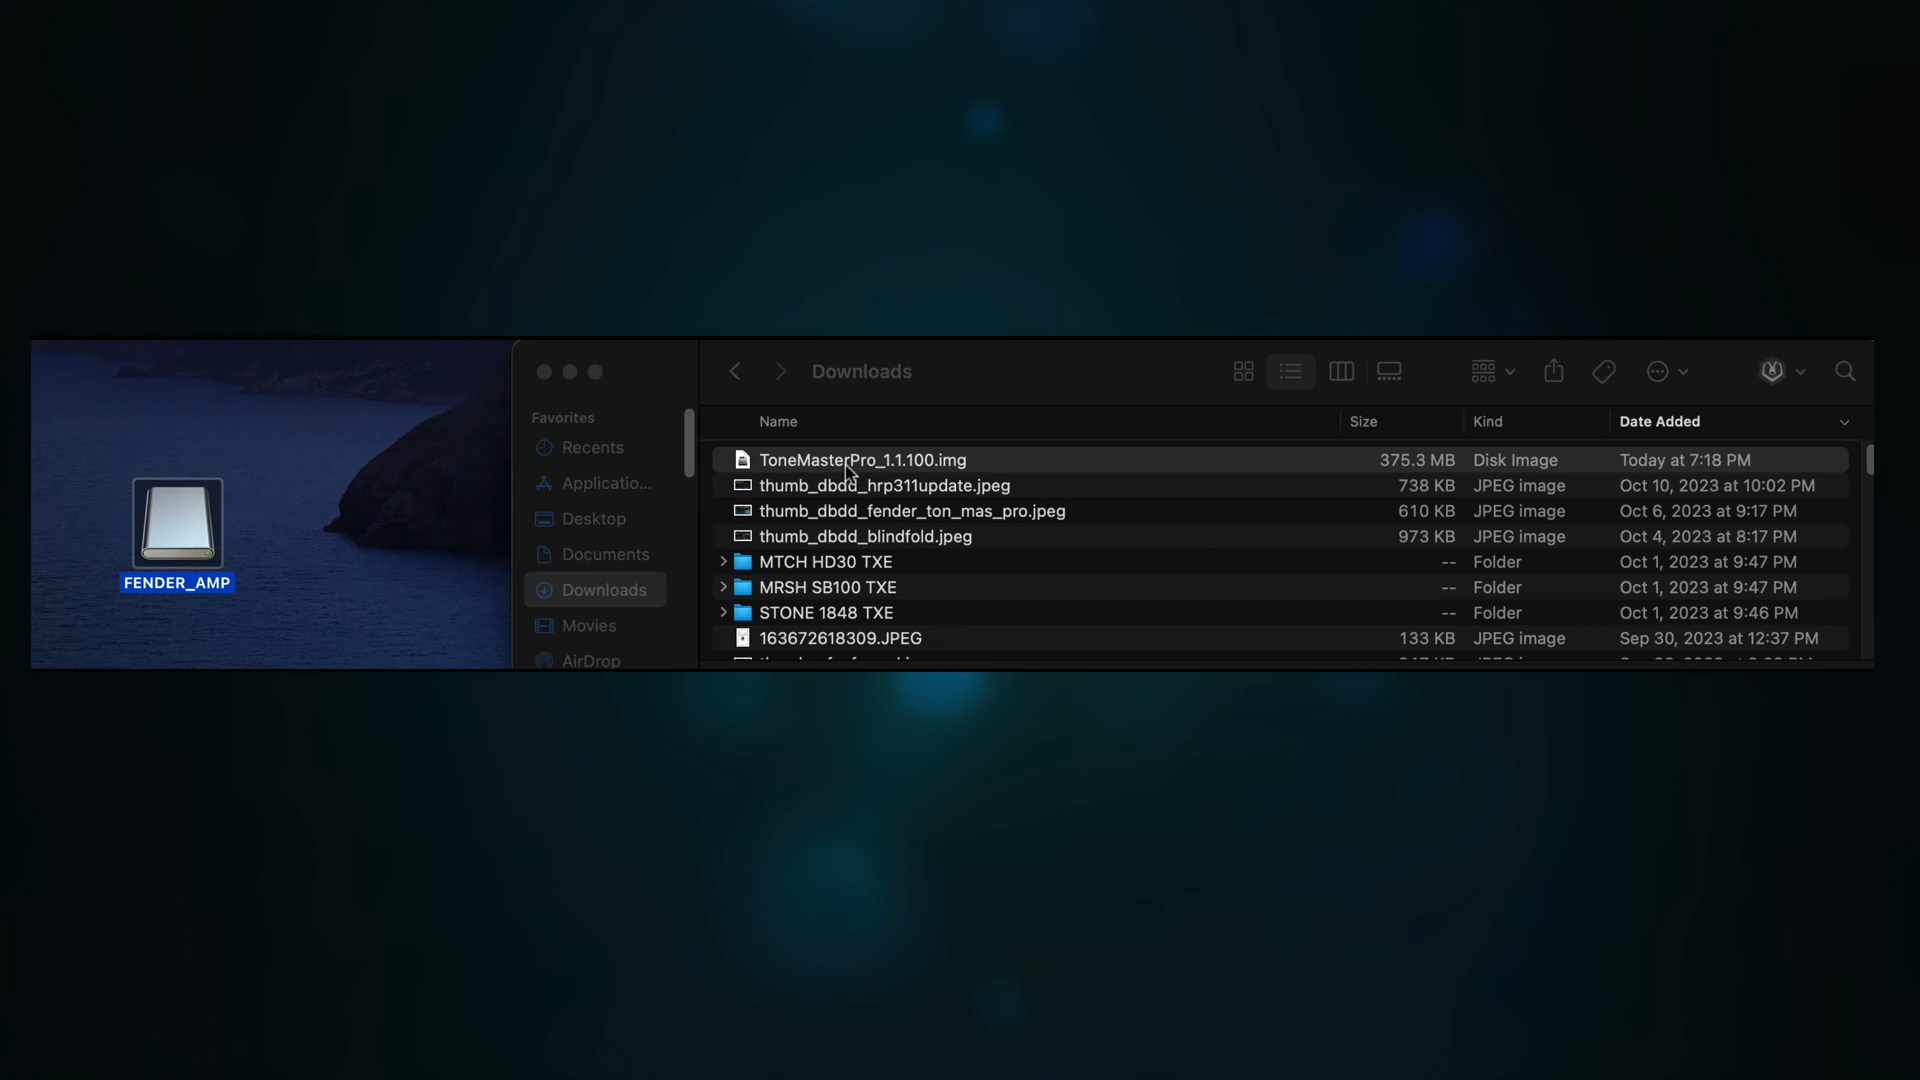 FENDER_AMP
Favorites
Recents
Applicatio...
Desktop
Documents
Downloads
Movies
AirDrop
Downloads
Name Size Kind Date Added
ToneMasterPro_1.1.100.img 375.3 MB Disk Image Today at 7:18 PM
thumb_dbdd_hrp311update.jpeg 738 KB JPEG image Oct 10, 2023 at 10:02 PM
thumb_dbdd_fender_ton_mas_pro.jpeg 610 KB JPEG image Oct 6, 2023 at 9:17 PM
thumb_dbdd_blindfold.jpeg 973 KB JPEG image Oct 4, 2023 at 8:17 PM
MTCH HD30 TXE -- Folder Oct 1, 2023 at 9:47 PM
MRSH SB100 TXE -- Folder Oct 1, 2023 at 9:47 PM
STONE 1848 TXE -- Folder Oct 1, 2023 at 9:46 PM
163672618309.JPEG 133 KB JPEG image Sep 30, 2023 at 12:37 PM